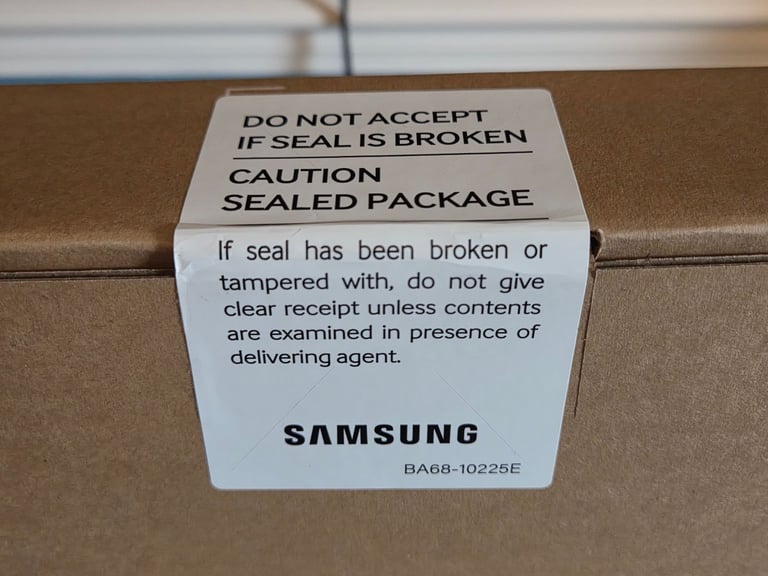 DO NOT ACCEPT
IF SEAL IS BROKEN
CAUTION
SEALED PACKAGE
If seal has been broken or
tampered with, do not give
clear receipt unless contents
are examined in presence of
delivering agent.
SAMSUNG
BA68-10225E